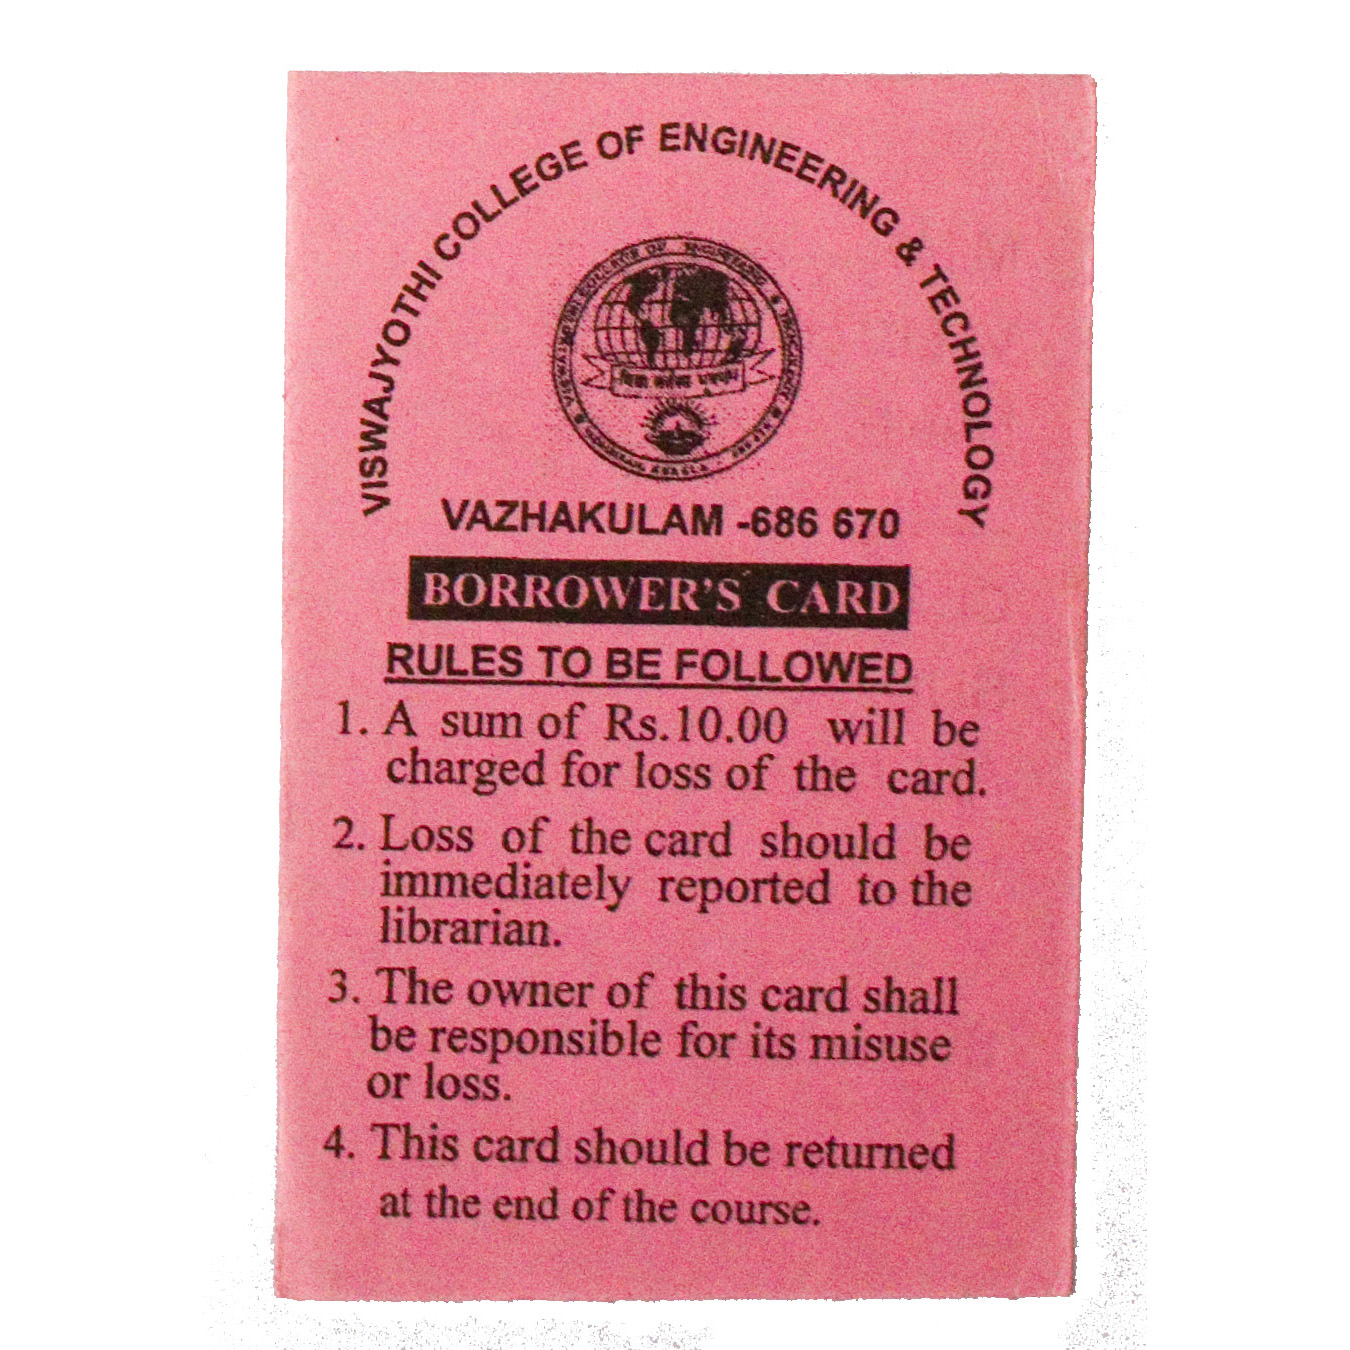 VISWAJYOTHI COLLEGE OF ENGINEERING & TECHNOLOGY
VAZHAKULAM -686 670
BORROWER'S CARD
RULES TO BE FOLLOWED
1. A sum of Rs.10.00 will be
charged for loss of the card.
2. Loss of the card should be
immediately reported to the
librarian.
3. The owner of this card shall
be responsible for its misuse
or loss.
4. This card should be returned
at the end of the course.